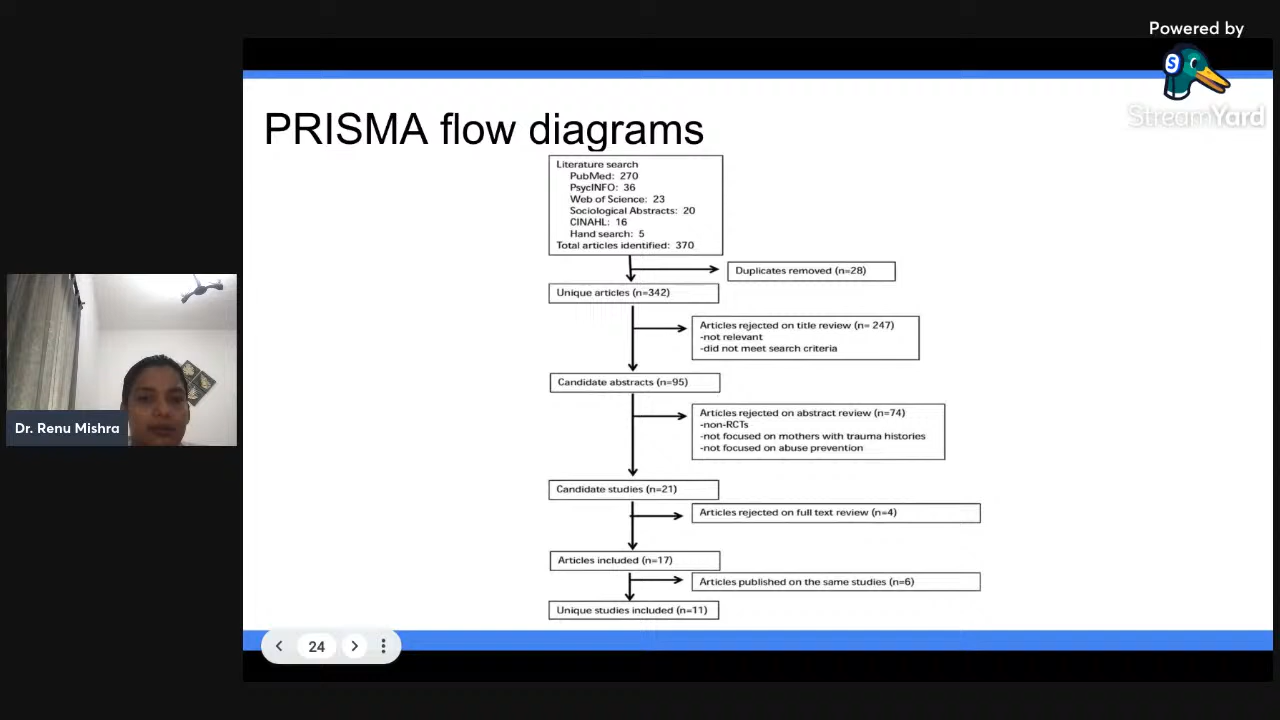 Powered by
StreamYard
PRISMA flow diagrams
Literature search
PubMed: 270
PsycINFO: 36
Web of Science: 23
Sociological Abstracts: 20
CINAHL: 16
Hand search: 5
Total articles identified: 370
Duplicates removed (n=28)
Unique articles (n=342)
Articles rejected on title review (n= 247)
-not relevant
-did not meet search criteria
Candidate abstracts (n=95)
Articles rejected on abstract review (n=74)
-non-RCTs
-not focused on mothers with trauma histories
-not focused on abuse prevention
Candidate studies (n=21)
Articles rejected on full text review (n=4)
Articles included (n=17)
Articles published on the same studies (n=6)
Unique studies included (n=11)
Dr. Renu Mishra
24